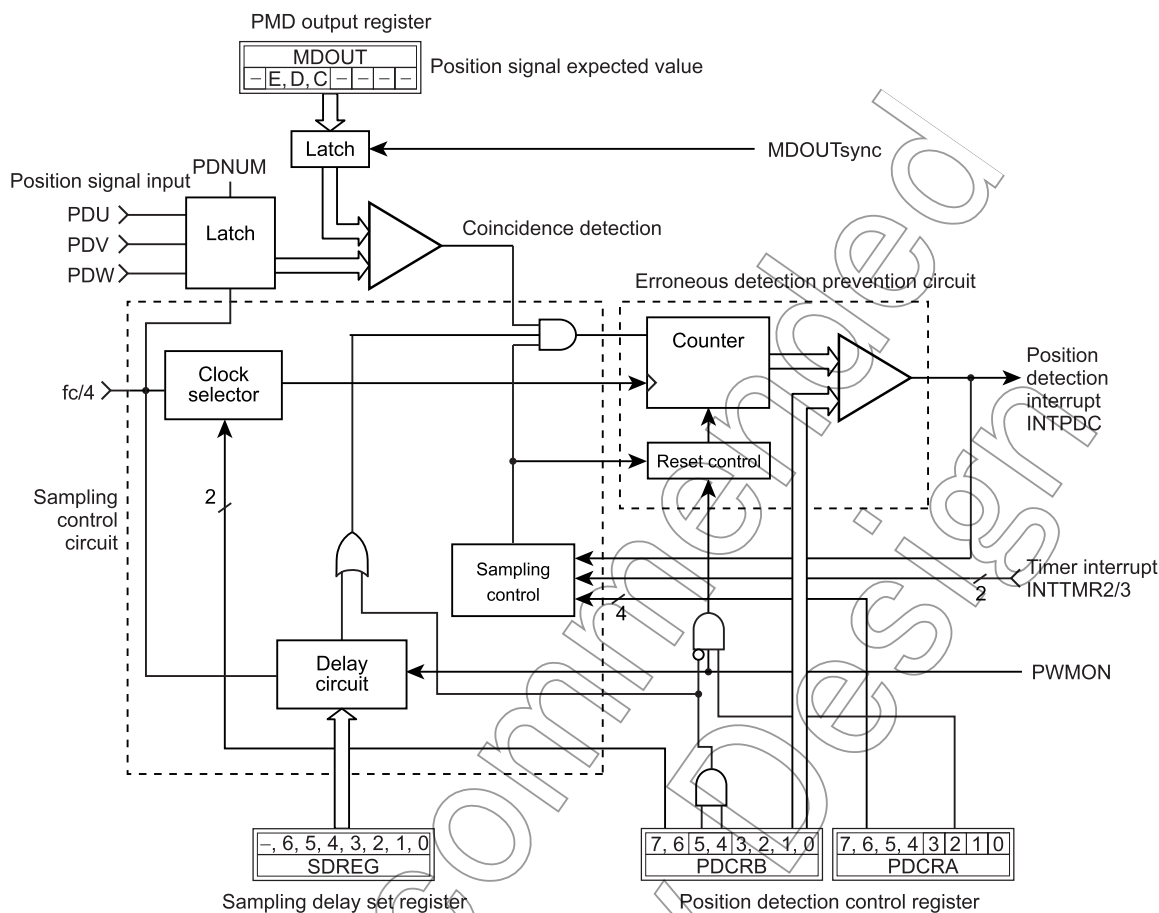 PMD output register
MDOUT
– E, D, C – – – –
Position signal expected value
Latch
MDOUTsync
PDNUM
Position signal input
PDU
PDV
PDW
Latch
Coincidence detection
Erroneous detection prevention circuit
Counter
Clock
selector
fc/4
Position
detection
interrupt
INTPDC
Reset control
2
Sampling
control
circuit
Sampling
control
Timer interrupt
INTTMR2/3
2
4
Delay
circuit
PWMON
–, 6, 5, 4, 3, 2, 1, 0
SDREG
7, 6 5, 4 3, 2, 1, 0
PDCRB
7, 6, 5, 4 3 2 1 0
PDCRA
Sampling delay set register
Position detection control register
commended
Design